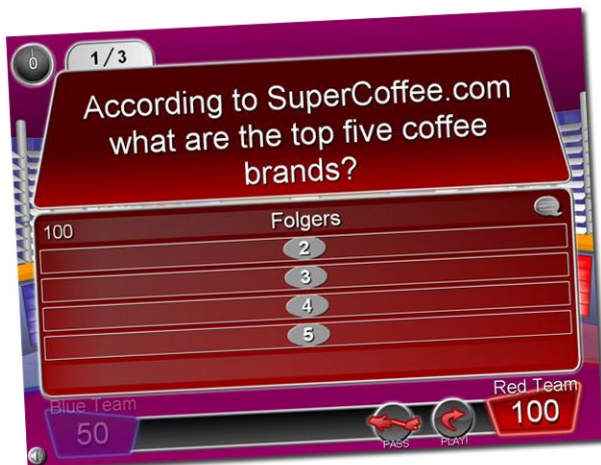 0
1/3
According to SuperCoffee.com
what are the top five coffee
brands?
100 Folgers
2
3
4
5
Blue Team
50
PASS
PLAY!
Red Team
100